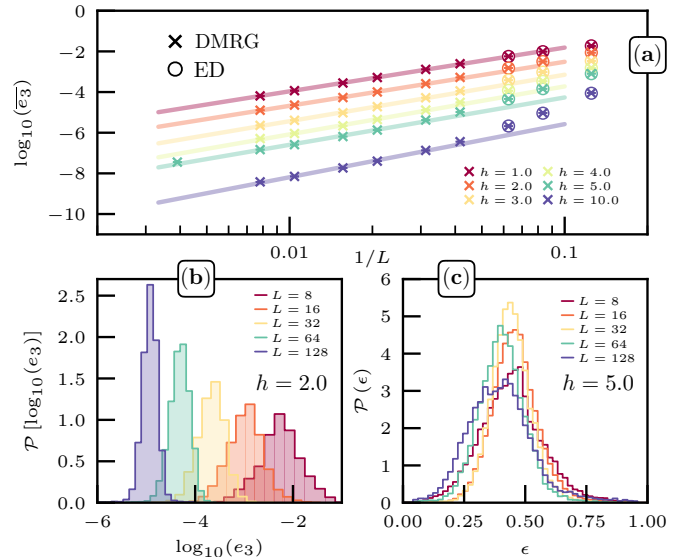 0
−2
−4
−6
−8
−10
log₁₀(e̅₃)
DMRG
ED
(a)
h = 1.0
h = 2.0
h = 3.0
h = 4.0
h = 5.0
h = 10.0
0.01
0.1
1/L
(b)
2.5
2.0
1.5
1.0
0.5
0.0
𝒫 [log₁₀(e₃)]
L = 8
L = 16
L = 32
L = 64
L = 128
h = 2.0
−6
−4
−2
log₁₀(e₃)
(c)
6
5
4
3
2
1
0
𝒫(ϵ)
L = 8
L = 16
L = 32
L = 64
L = 128
h = 5.0
0.00
0.25
0.50
0.75
1.00
ϵ